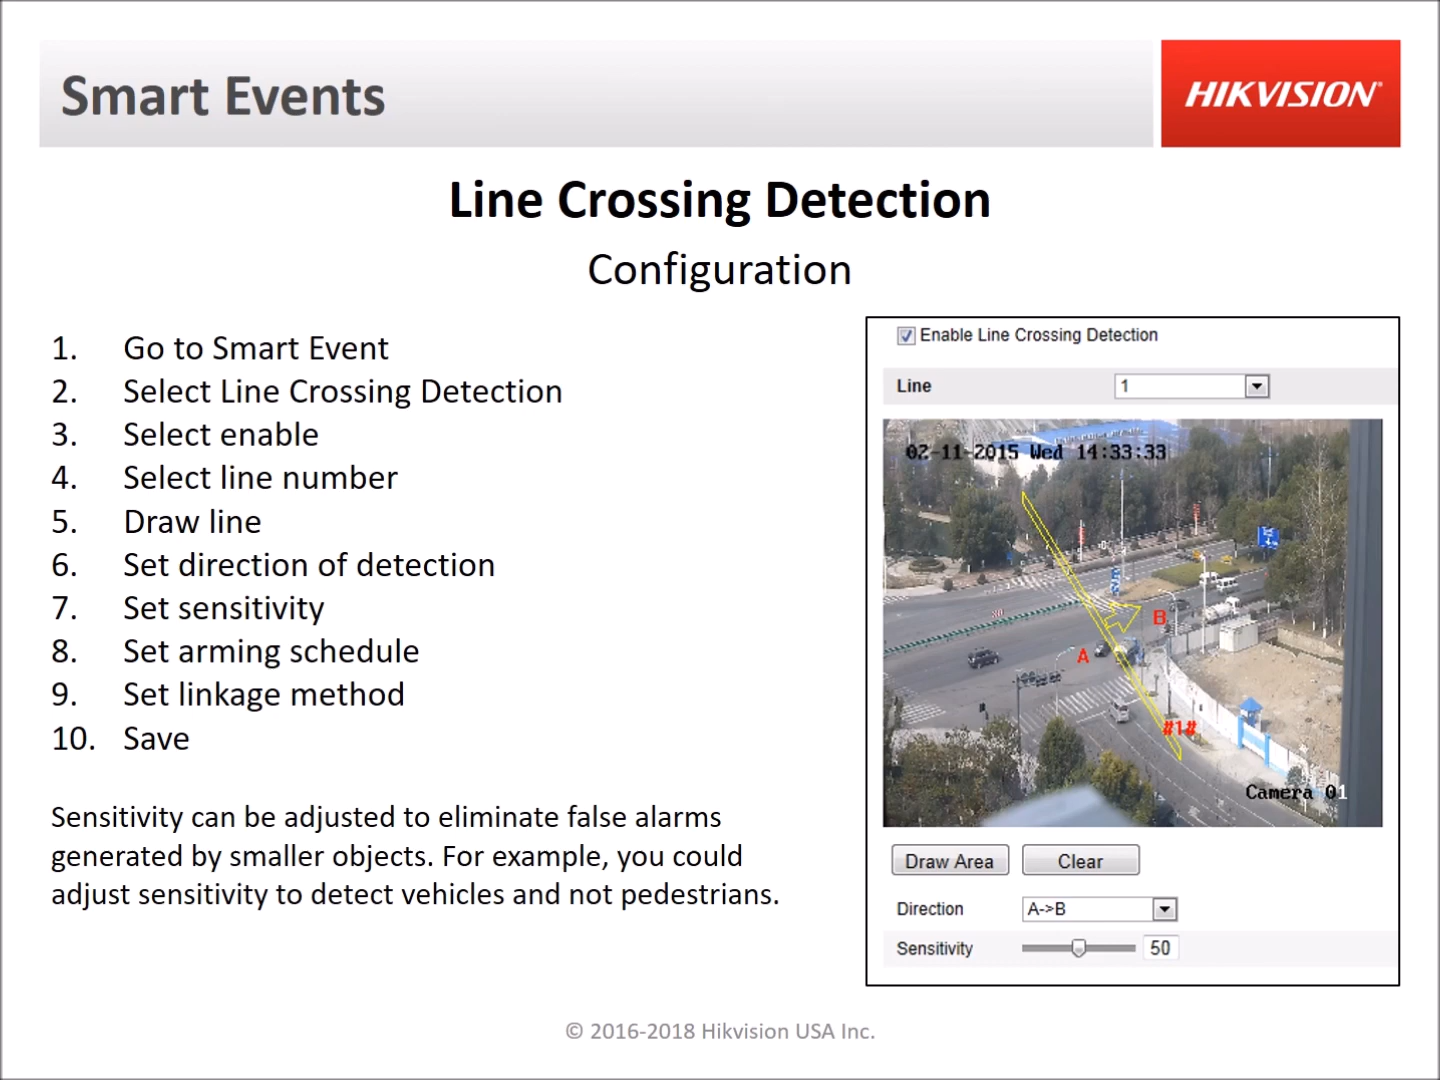 Smart Events
HIKVISION®
Line Crossing Detection
Configuration
1. Go to Smart Event
2. Select Line Crossing Detection
3. Select enable
4. Select line number
5. Draw line
6. Set direction of detection
7. Set sensitivity
8. Set arming schedule
9. Set linkage method
10. Save
Sensitivity can be adjusted to eliminate false alarms
generated by smaller objects. For example, you could
adjust sensitivity to detect vehicles and not pedestrians.
Enable Line Crossing Detection
Line 1
02-11-2015 Wed 14:33:33
B
A
#1#
Camera 01
Draw Area Clear
Direction A->B
Sensitivity 50
© 2016-2018 Hikvision USA Inc.